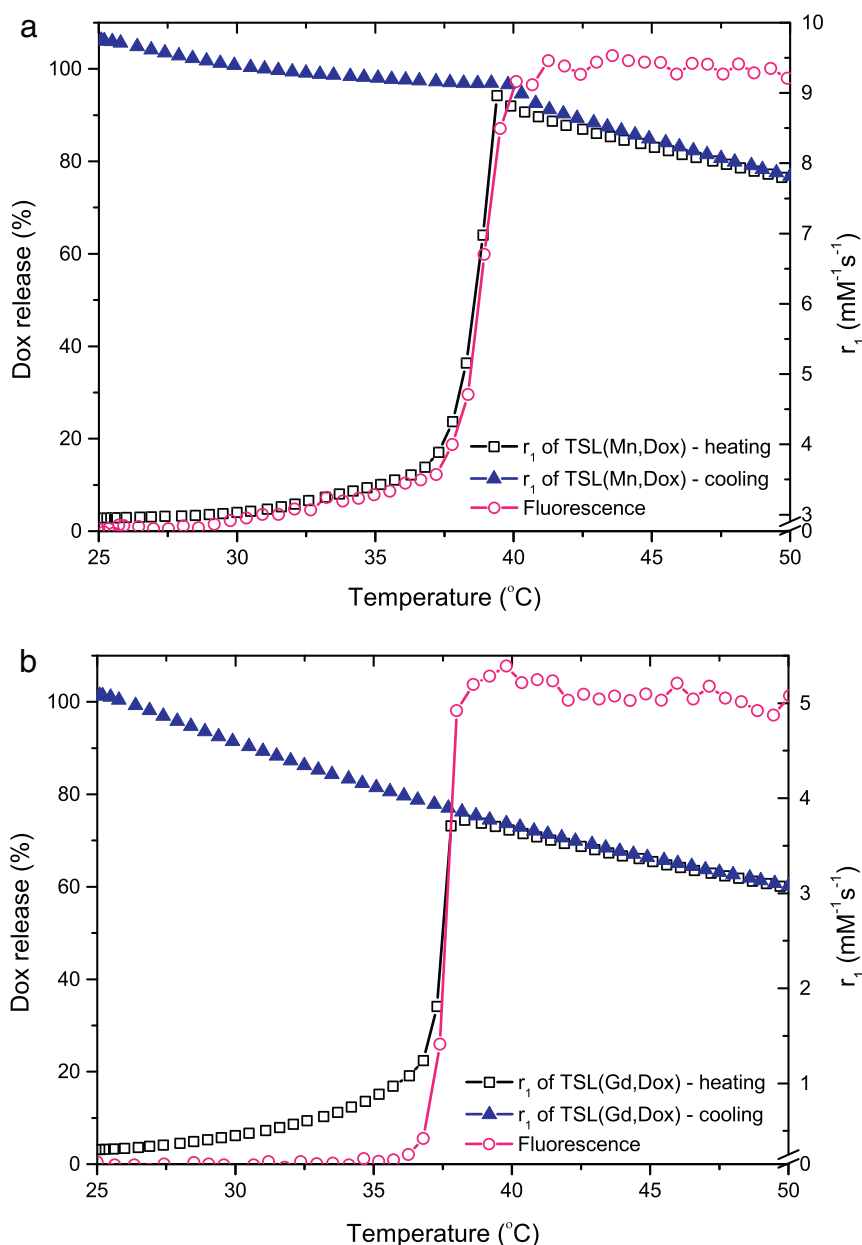 a
100
80
60
40
20
0
Dox release (%)
10
9
8
7
6
5
4
3
0
r1 (mM-1s-1)
r1 of TSL(Mn,Dox) - heating
r1 of TSL(Mn,Dox) - cooling
Fluorescence
25 30 35 40 45 50
Temperature (°C)
b
100
80
60
40
20
0
Dox release (%)
5
4
3
2
1
0
r1 (mM-1s-1)
r1 of TSL(Gd,Dox) - heating
r1 of TSL(Gd,Dox) - cooling
Fluorescence
25 30 35 40 45 50
Temperature (°C)